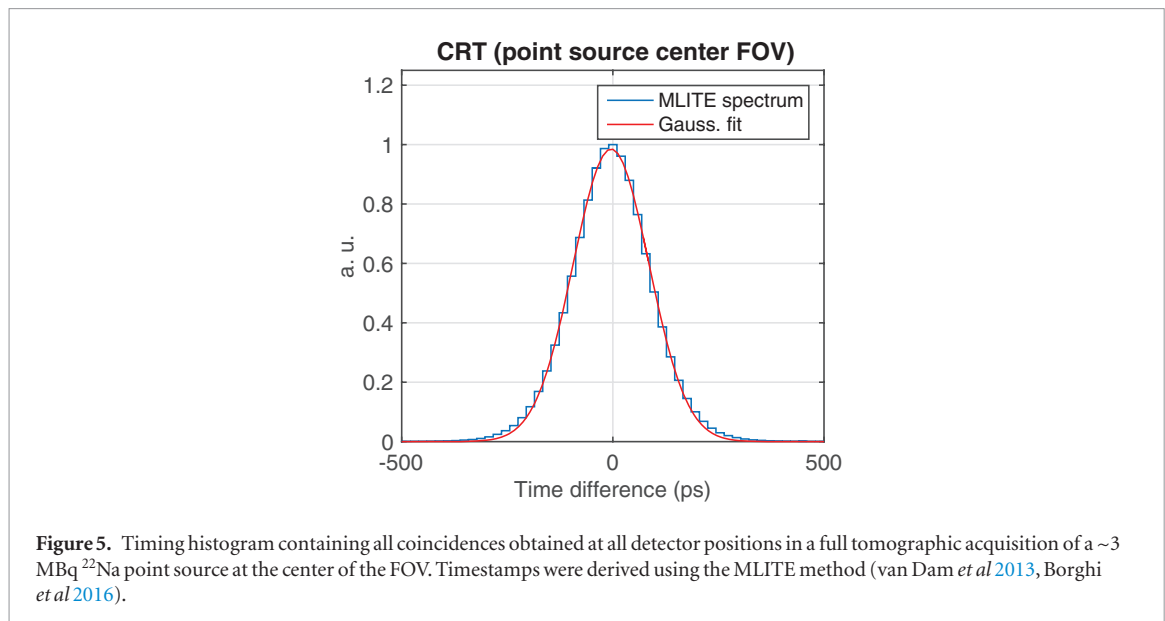 CRT (point source center FOV)
1.2
1
0.8
0.6
0.4
0.2
0
a. u.
MLITE spectrum
Gauss. fit
-500
0
500
Time difference (ps)
Figure 5. Timing histogram containing all coincidences obtained at all detector positions in a full tomographic acquisition of a ~3
MBq ²²Na point source at the center of the FOV. Timestamps were derived using the MLITE method (van Dam et al 2013, Borghi
et al 2016).